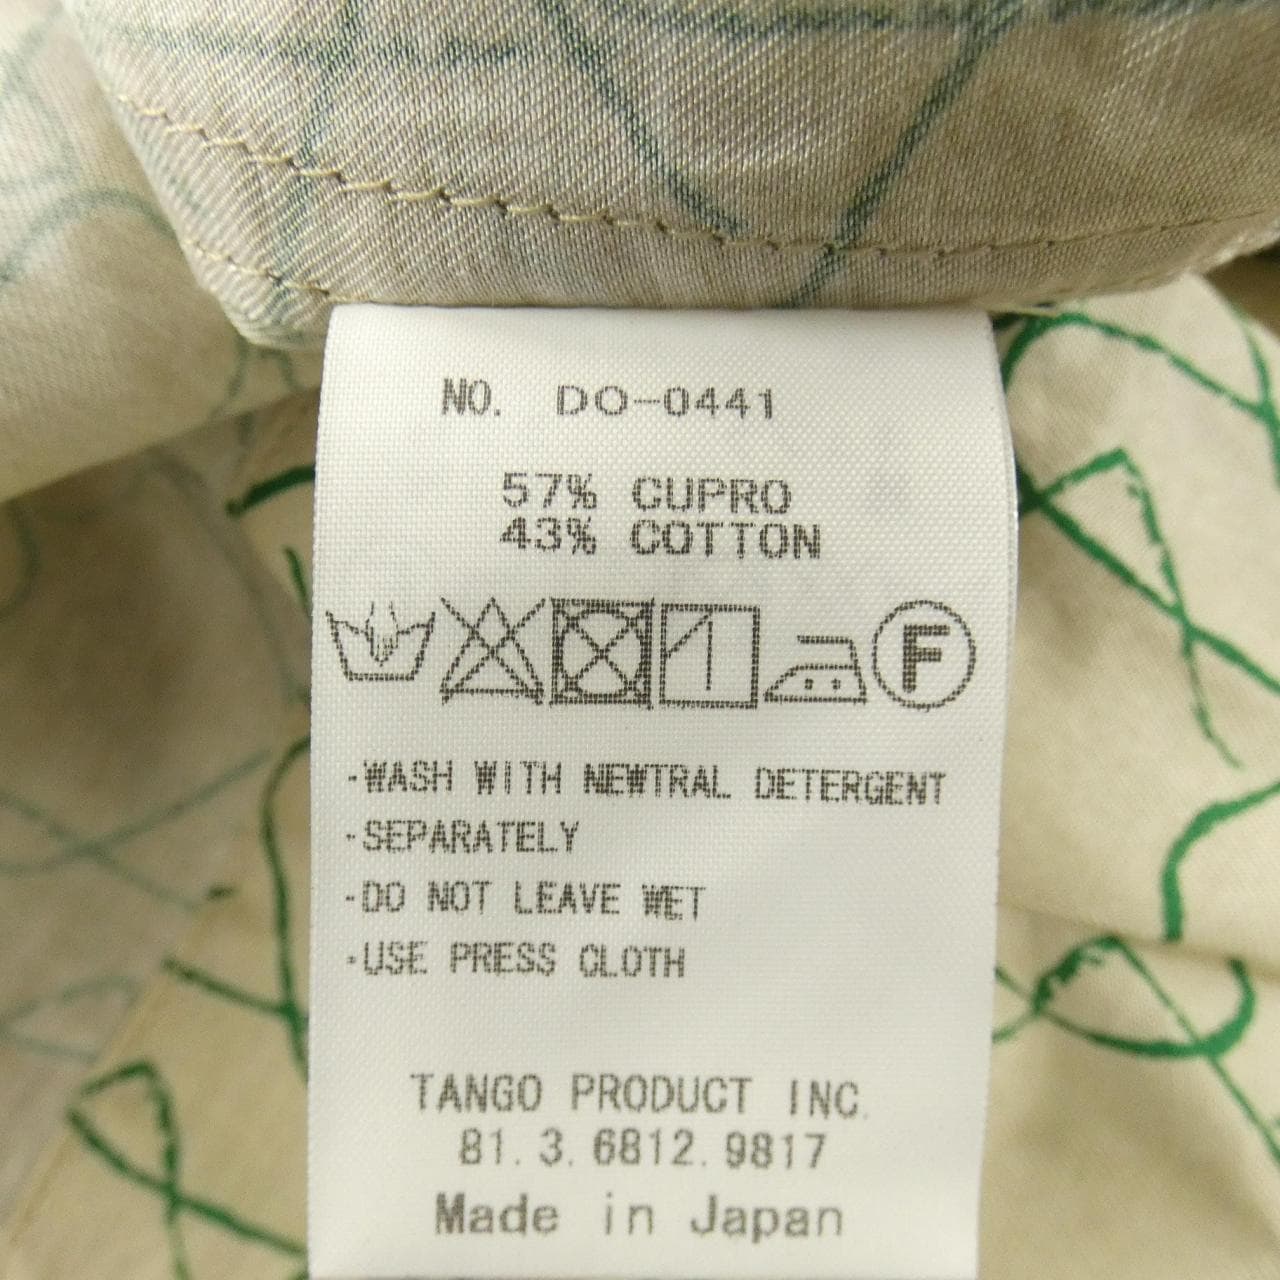 NO. DO-0441
57% CUPRO
43% COTTON
F
-WASH WITH NEWTRAL DETERGENT
-SEPARATELY
-DO NOT LEAVE WET
-USE PRESS CLOTH
TANGO PRODUCT INC.
81.3.6812.9817
Made in Japan